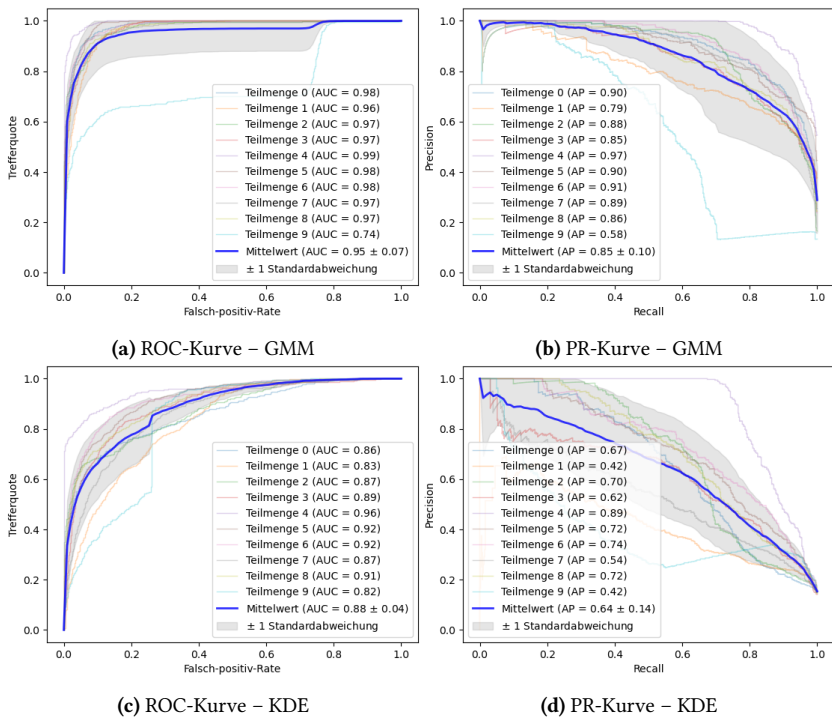 1.0
0.8
0.6
0.4
0.2
0.0
Trefferquote
Teilmenge 0 (AUC = 0.98)
Teilmenge 1 (AUC = 0.96)
Teilmenge 2 (AUC = 0.97)
Teilmenge 3 (AUC = 0.97)
Teilmenge 4 (AUC = 0.99)
Teilmenge 5 (AUC = 0.98)
Teilmenge 6 (AUC = 0.98)
Teilmenge 7 (AUC = 0.97)
Teilmenge 8 (AUC = 0.97)
Teilmenge 9 (AUC = 0.74)
Mittelwert (AUC = 0.95 ± 0.07)
± 1 Standardabweichung
0.0 0.2 0.4 0.6 0.8 1.0
Falsch-positiv-Rate
(a) ROC-Kurve – GMM
1.0
0.8
0.6
0.4
0.2
0.0
Precision
Teilmenge 0 (AP = 0.90)
Teilmenge 1 (AP = 0.79)
Teilmenge 2 (AP = 0.88)
Teilmenge 3 (AP = 0.85)
Teilmenge 4 (AP = 0.97)
Teilmenge 5 (AP = 0.90)
Teilmenge 6 (AP = 0.91)
Teilmenge 7 (AP = 0.89)
Teilmenge 8 (AP = 0.86)
Teilmenge 9 (AP = 0.58)
Mittelwert (AP = 0.85 ± 0.10)
± 1 Standardabweichung
0.0 0.2 0.4 0.6 0.8 1.0
Recall
(b) PR-Kurve – GMM
1.0
0.8
0.6
0.4
0.2
0.0
Trefferquote
Teilmenge 0 (AUC = 0.86)
Teilmenge 1 (AUC = 0.83)
Teilmenge 2 (AUC = 0.87)
Teilmenge 3 (AUC = 0.89)
Teilmenge 4 (AUC = 0.96)
Teilmenge 5 (AUC = 0.92)
Teilmenge 6 (AUC = 0.92)
Teilmenge 7 (AUC = 0.87)
Teilmenge 8 (AUC = 0.91)
Teilmenge 9 (AUC = 0.82)
Mittelwert (AUC = 0.88 ± 0.04)
± 1 Standardabweichung
0.0 0.2 0.4 0.6 0.8 1.0
Falsch-positiv-Rate
(c) ROC-Kurve – KDE
1.0
0.8
0.6
0.4
0.2
0.0
Precision
Teilmenge 0 (AP = 0.67)
Teilmenge 1 (AP = 0.42)
Teilmenge 2 (AP = 0.70)
Teilmenge 3 (AP = 0.62)
Teilmenge 4 (AP = 0.89)
Teilmenge 5 (AP = 0.72)
Teilmenge 6 (AP = 0.74)
Teilmenge 7 (AP = 0.54)
Teilmenge 8 (AP = 0.72)
Teilmenge 9 (AP = 0.42)
Mittelwert (AP = 0.64 ± 0.14)
± 1 Standardabweichung
0.0 0.2 0.4 0.6 0.8 1.0
Recall
(d) PR-Kurve – KDE